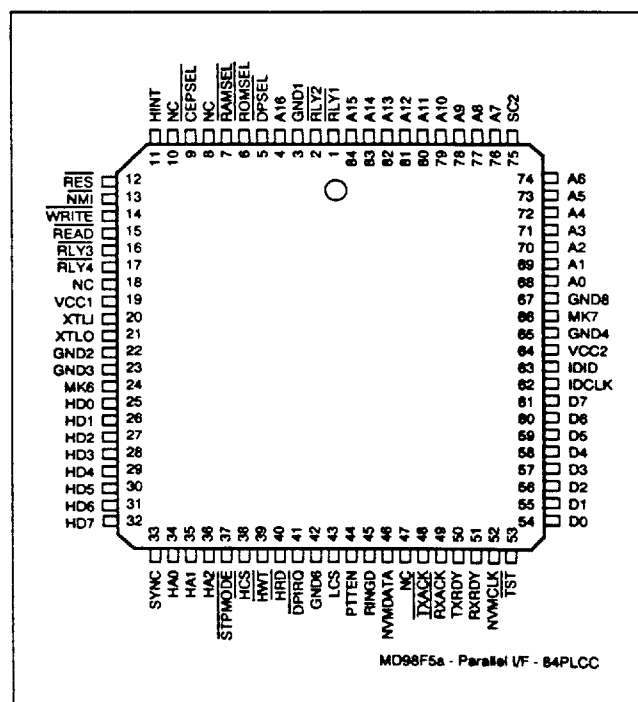 HINT NC CEPSEL NC RAMSEL ROMSEL DPSEL A16 GND1 RLY2 RLY1 A15 A14 A13 A12 A11 A10 A9 A8 A7 SC2
11 10 9 8 7 6 5 4 3 2 1 84 83 82 81 80 79 78 77 76 75
RES 12 74 A6
NMI 13 73 A5
WRITE 14 72 A4
READ 15 71 A3
RLY3 16 70 A2
RLY4 17 69 A1
NC 18 68 A0
VCC1 19 67 GND8
XTLI 20 66 MK7
XTLO 21 65 GND4
GND2 22 64 VCC2
GND3 23 63 IDID
MK6 24 62 IDCLK
HD0 25 61 D7
HD1 26 60 D6
HD2 27 59 D5
HD3 28 58 D4
HD4 29 57 D3
HD5 30 56 D2
HD6 31 55 D1
HD7 32 54 D0
33 34 35 36 37 38 39 40 41 42 43 44 45 46 47 48 49 50 51 52 53
SYNC HA0 HA1 HA2 STPMODE HCS HWT HRD DPIRQ GND6 LCS PTTEN RINGD NVMDATA NC TXACK RXACK TXRDY RXRDY NVMCLK TST
MD98F5a - Parallel I/F - 84PLCC